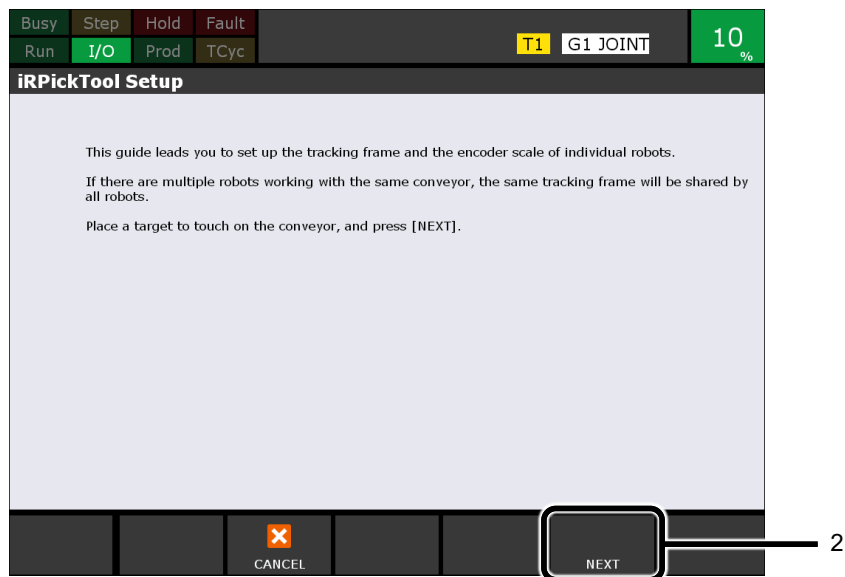 Busy Step Hold Fault
Run I/O Prod TCyc
T1 G1 JOINT
10
%
iRPickTool Setup
This guide leads you to set up the tracking frame and the encoder scale of individual robots.
If there are multiple robots working with the same conveyor, the same tracking frame will be shared by
all robots.
Place a target to touch on the conveyor, and press [NEXT].
CANCEL
NEXT
2